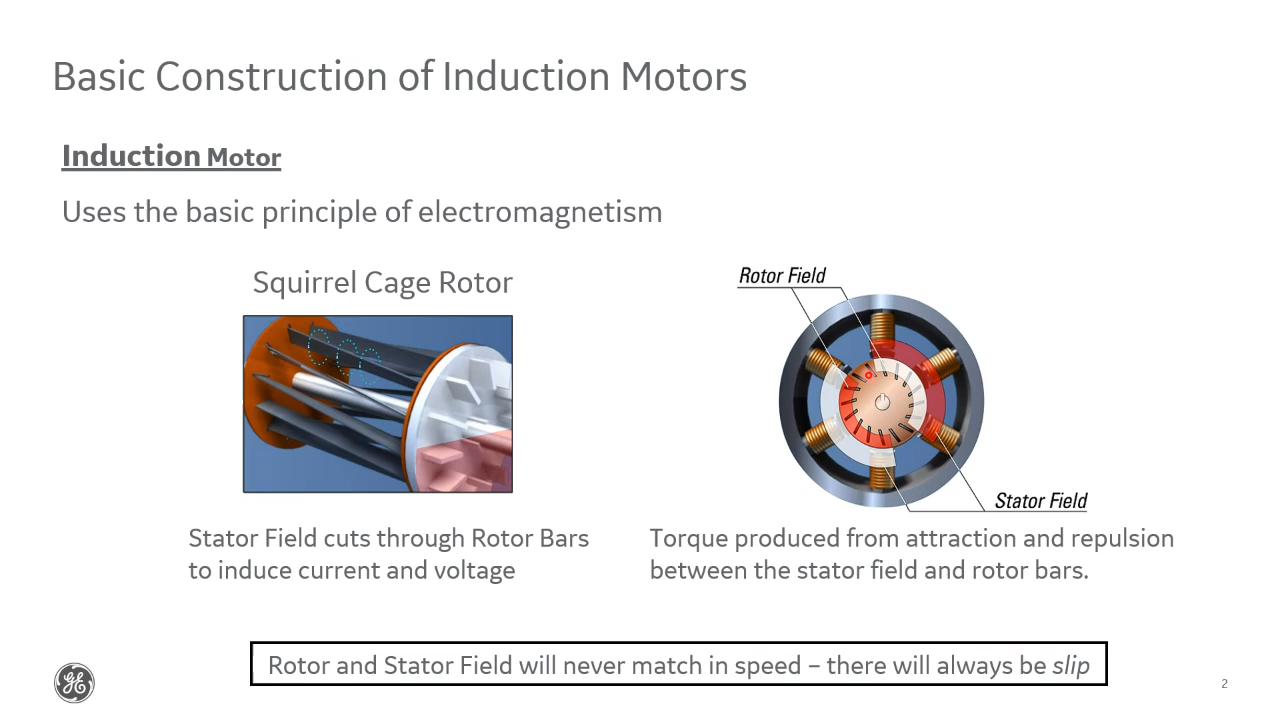 Basic Construction of Induction Motors
Induction Motor
Uses the basic principle of electromagnetism
Squirrel Cage Rotor
Rotor Field
Stator Field
Stator Field cuts through Rotor Bars
to induce current and voltage
Torque produced from attraction and repulsion
between the stator field and rotor bars.
Rotor and Stator Field will never match in speed – there will always be slip
GE
2